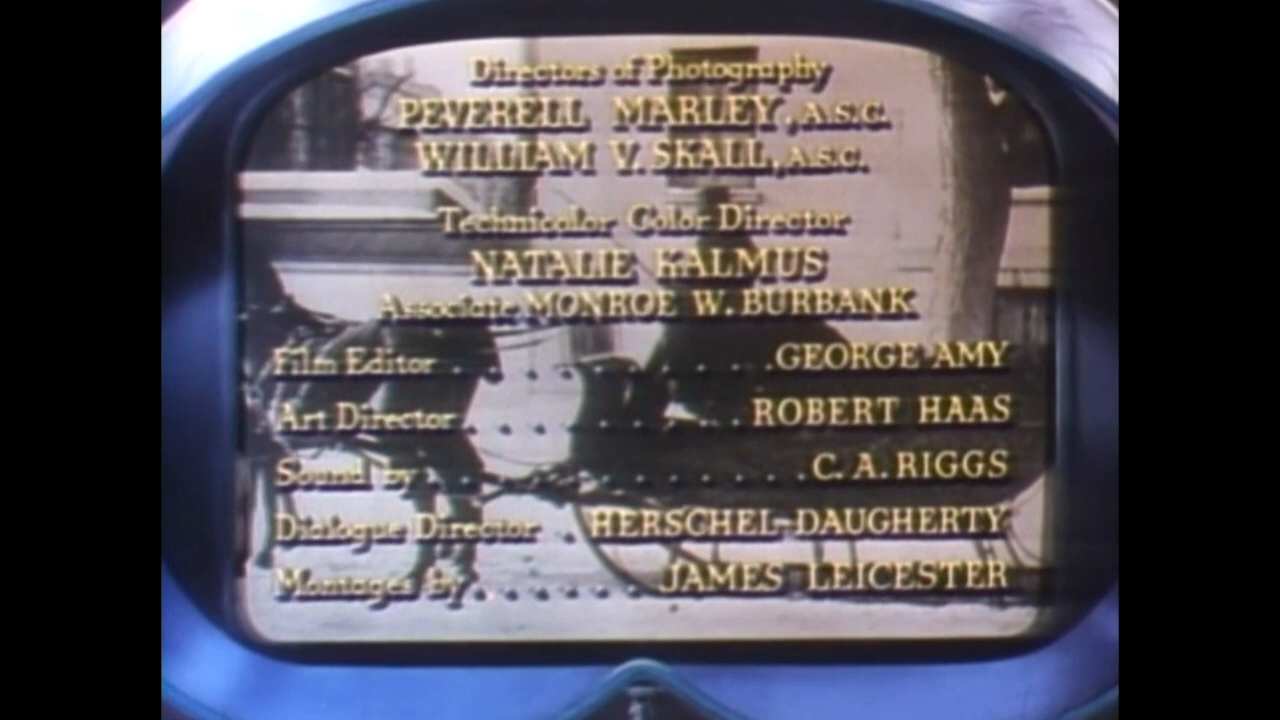 Directors of Photography
PEVERELL MARLEY, A.S.C.
WILLIAM V. SKALL, A.S.C.
Technicolor Color Director
NATALIE KALMUS
Associate MONROE W. BURBANK
Film Editor . . . . . . . . . GEORGE AMY
Art Director . . . . . . . . ROBERT HAAS
Sound by . . . . . . . . . . . C. A. RIGGS
Dialogue Director . HERSCHEL DAUGHERTY
Montages by . . . . . . JAMES LEICESTER